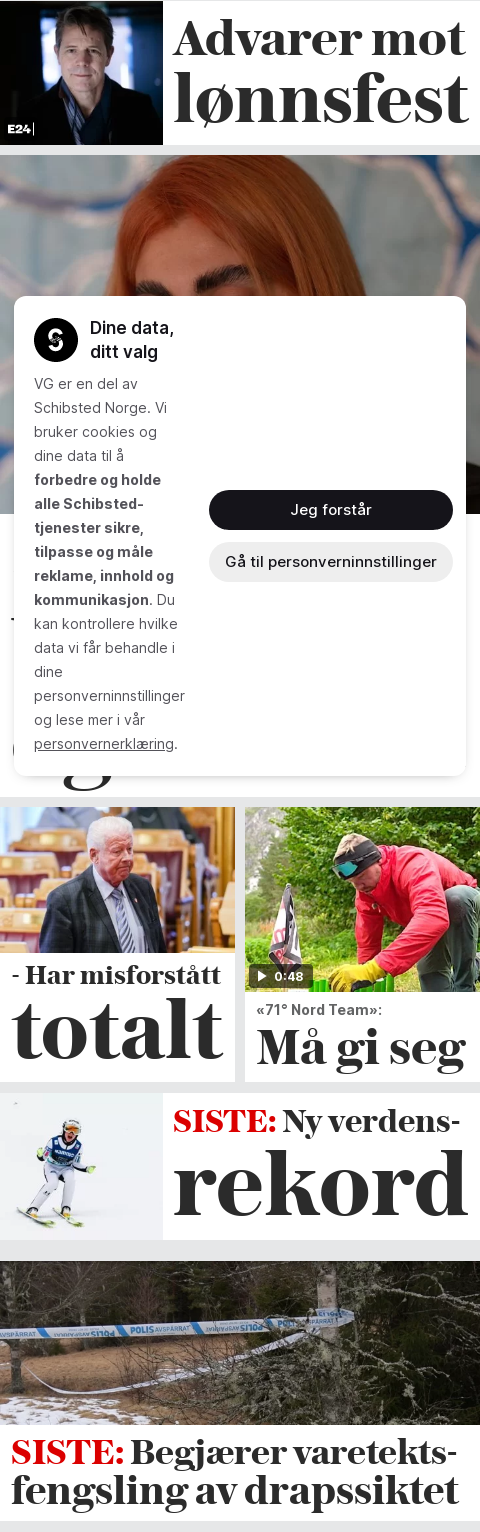 Advarer mot
lønnsfest
E24
Dine data,
ditt valg
VG er en del av
Schibsted Norge. Vi
bruker cookies og
dine data til å
forbedre og holde
alle Schibsted-
tjenester sikre,
tilpasse og måle
reklame, innhold og
kommunikasjon. Du
kan kontrollere hvilke
data vi får behandle i
dine
personverninnstillinger
og lese mer i vår
personvernerklæring.
Jeg forstår
Gå til personverninnstillinger
- Har misforstått
totalt
0:48
«71° Nord Team»:
Må gi seg
SISTE: Ny verdens-
rekord
POLIS AVSPÄRRAT
SISTE: Begjærer varetekts-
fengsling av drapssiktet